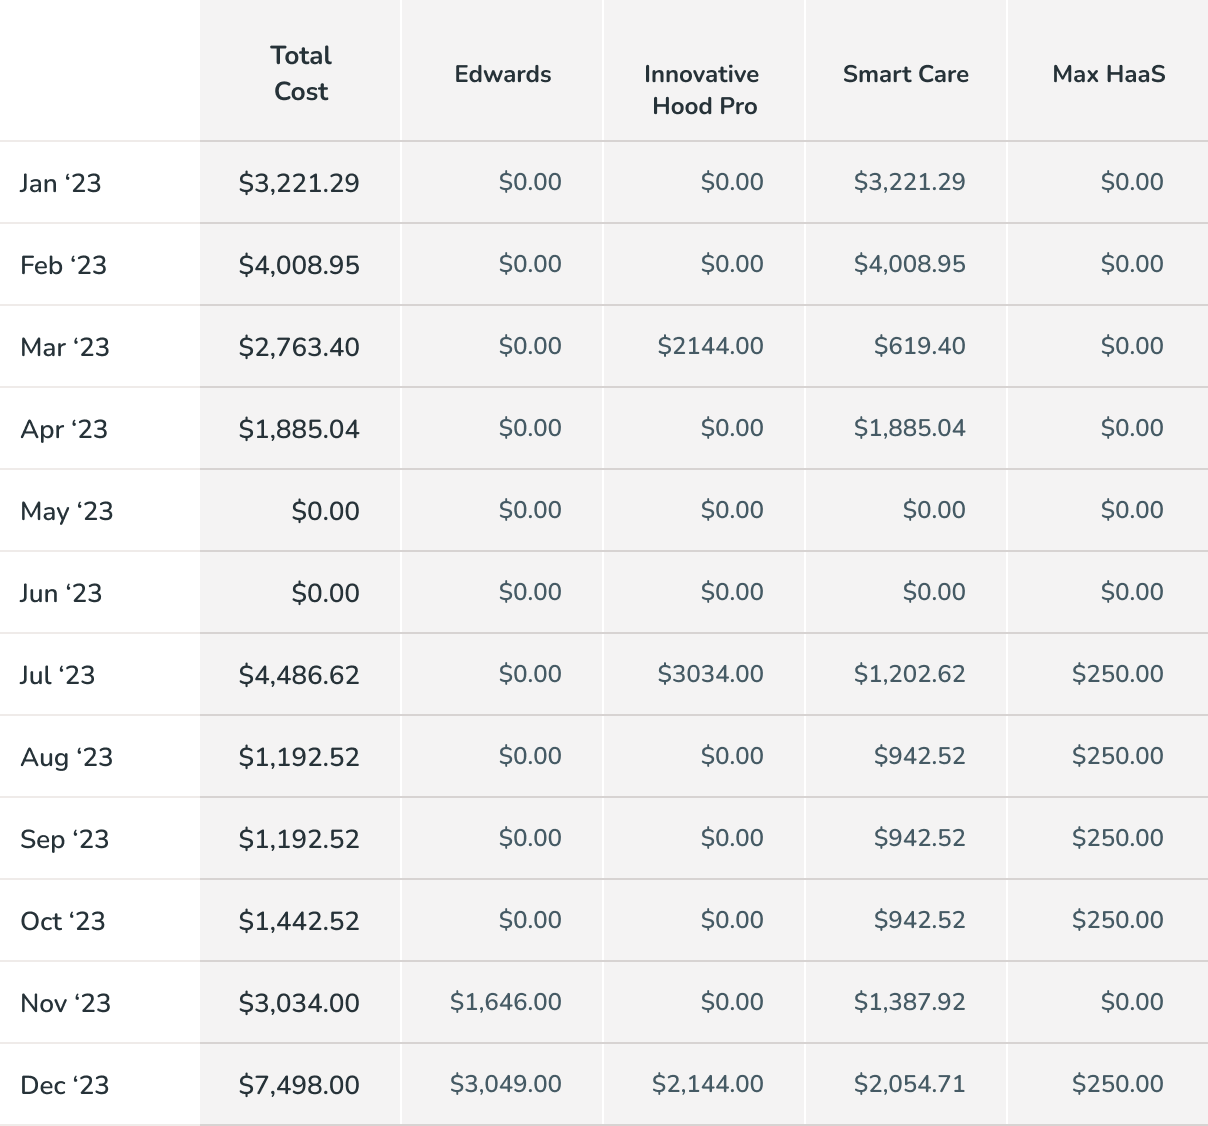 Total Cost Edwards Innovative Hood Pro Smart Care Max HaaS
Jan ‘23 $3,221.29 $0.00 $0.00 $3,221.29 $0.00
Feb ‘23 $4,008.95 $0.00 $0.00 $4,008.95 $0.00
Mar ‘23 $2,763.40 $0.00 $2144.00 $619.40 $0.00
Apr ‘23 $1,885.04 $0.00 $0.00 $1,885.04 $0.00
May ‘23 $0.00 $0.00 $0.00 $0.00 $0.00
Jun ‘23 $0.00 $0.00 $0.00 $0.00 $0.00
Jul ‘23 $4,486.62 $0.00 $3034.00 $1,202.62 $250.00
Aug ‘23 $1,192.52 $0.00 $0.00 $942.52 $250.00
Sep ‘23 $1,192.52 $0.00 $0.00 $942.52 $250.00
Oct ‘23 $1,442.52 $0.00 $0.00 $942.52 $250.00
Nov ‘23 $3,034.00 $1,646.00 $0.00 $1,387.92 $0.00
Dec ‘23 $7,498.00 $3,049.00 $2,144.00 $2,054.71 $250.00